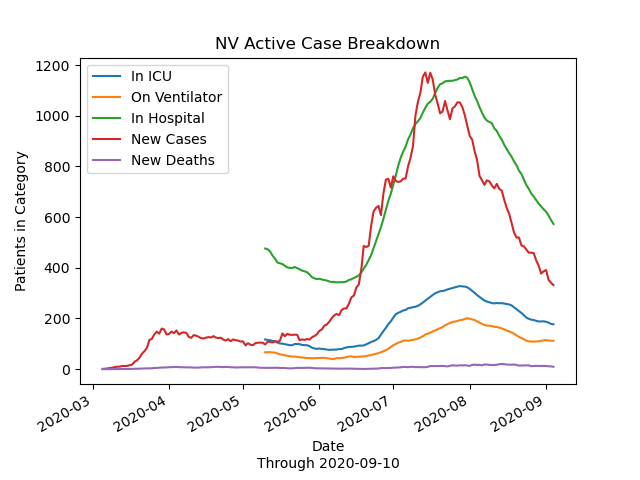 NV Active Case Breakdown
1200
1000
800
600
400
200
0
Patients in Category
In ICU
On Ventilator
In Hospital
New Cases
New Deaths
2020-03
2020-04
2020-05
2020-06
2020-07
2020-08
2020-09
Date
Through 2020-09-10